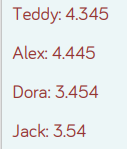 Teddy: 4.345
Alex: 4.445
Dora: 3.454
Jack: 3.54